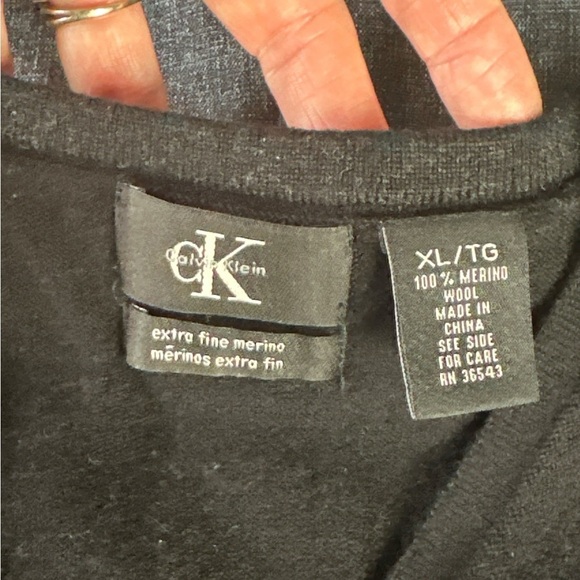 CK
Calvin Klein
extra fine merino
mérinos extra fin
XL/TG
100% MERINO
WOOL
MADE IN
CHINA
SEE SIDE
FOR CARE
RN 36543